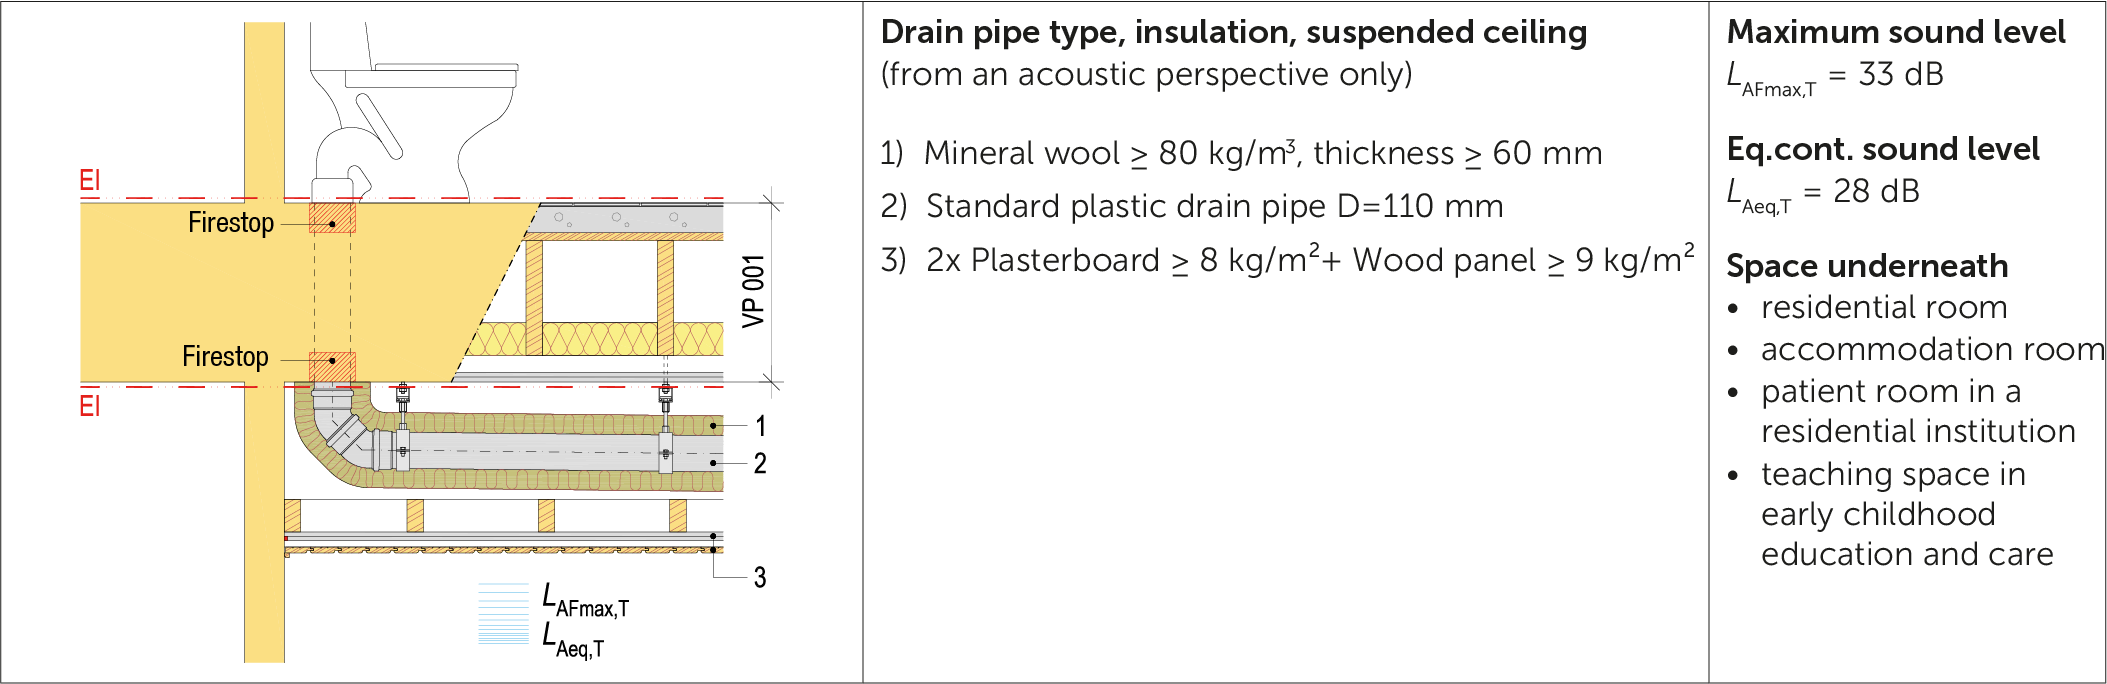 EI
Firestop
VP 001
Firestop
EI
1
2
3
LAFmax,T
LAeq,T
Drain pipe type, insulation, suspended ceiling
(from an acoustic perspective only)
1) Mineral wool ≥ 80 kg/m³, thickness ≥ 60 mm
2) Standard plastic drain pipe D=110 mm
3) 2x Plasterboard ≥ 8 kg/m²+ Wood panel ≥ 9 kg/m²
Maximum sound level
LAFmax,T = 33 dB
Eq.cont. sound level
LAeq,T = 28 dB
Space underneath
• residential room
• accommodation room
• patient room in a
residential institution
• teaching space in
early childhood
education and care